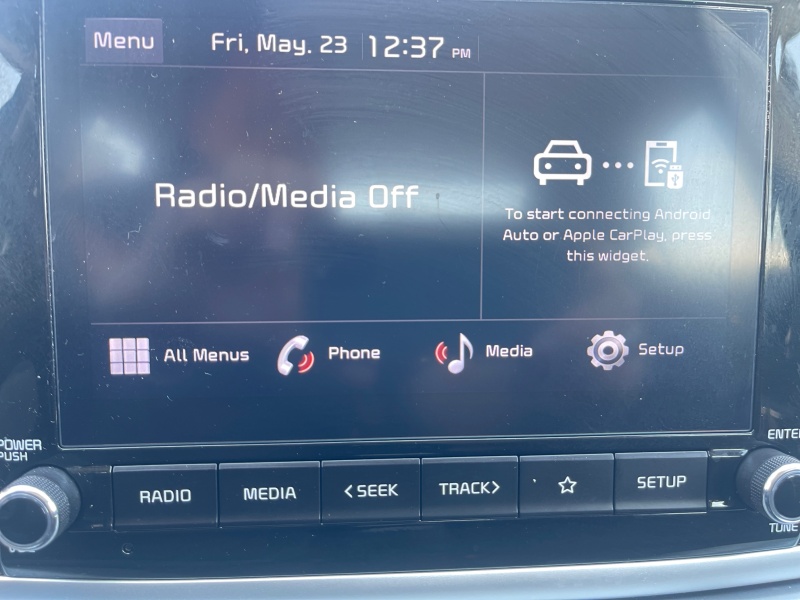 Menu
Fri, May. 23
12:37 PM
Radio/Media Off
To start connecting Android
Auto or Apple CarPlay, press
this widget.
All Menus
Phone
Media
Setup
POWER
PUSH
RADIO
MEDIA
<SEEK
TRACK>
☆
SETUP
ENTE
TUNE